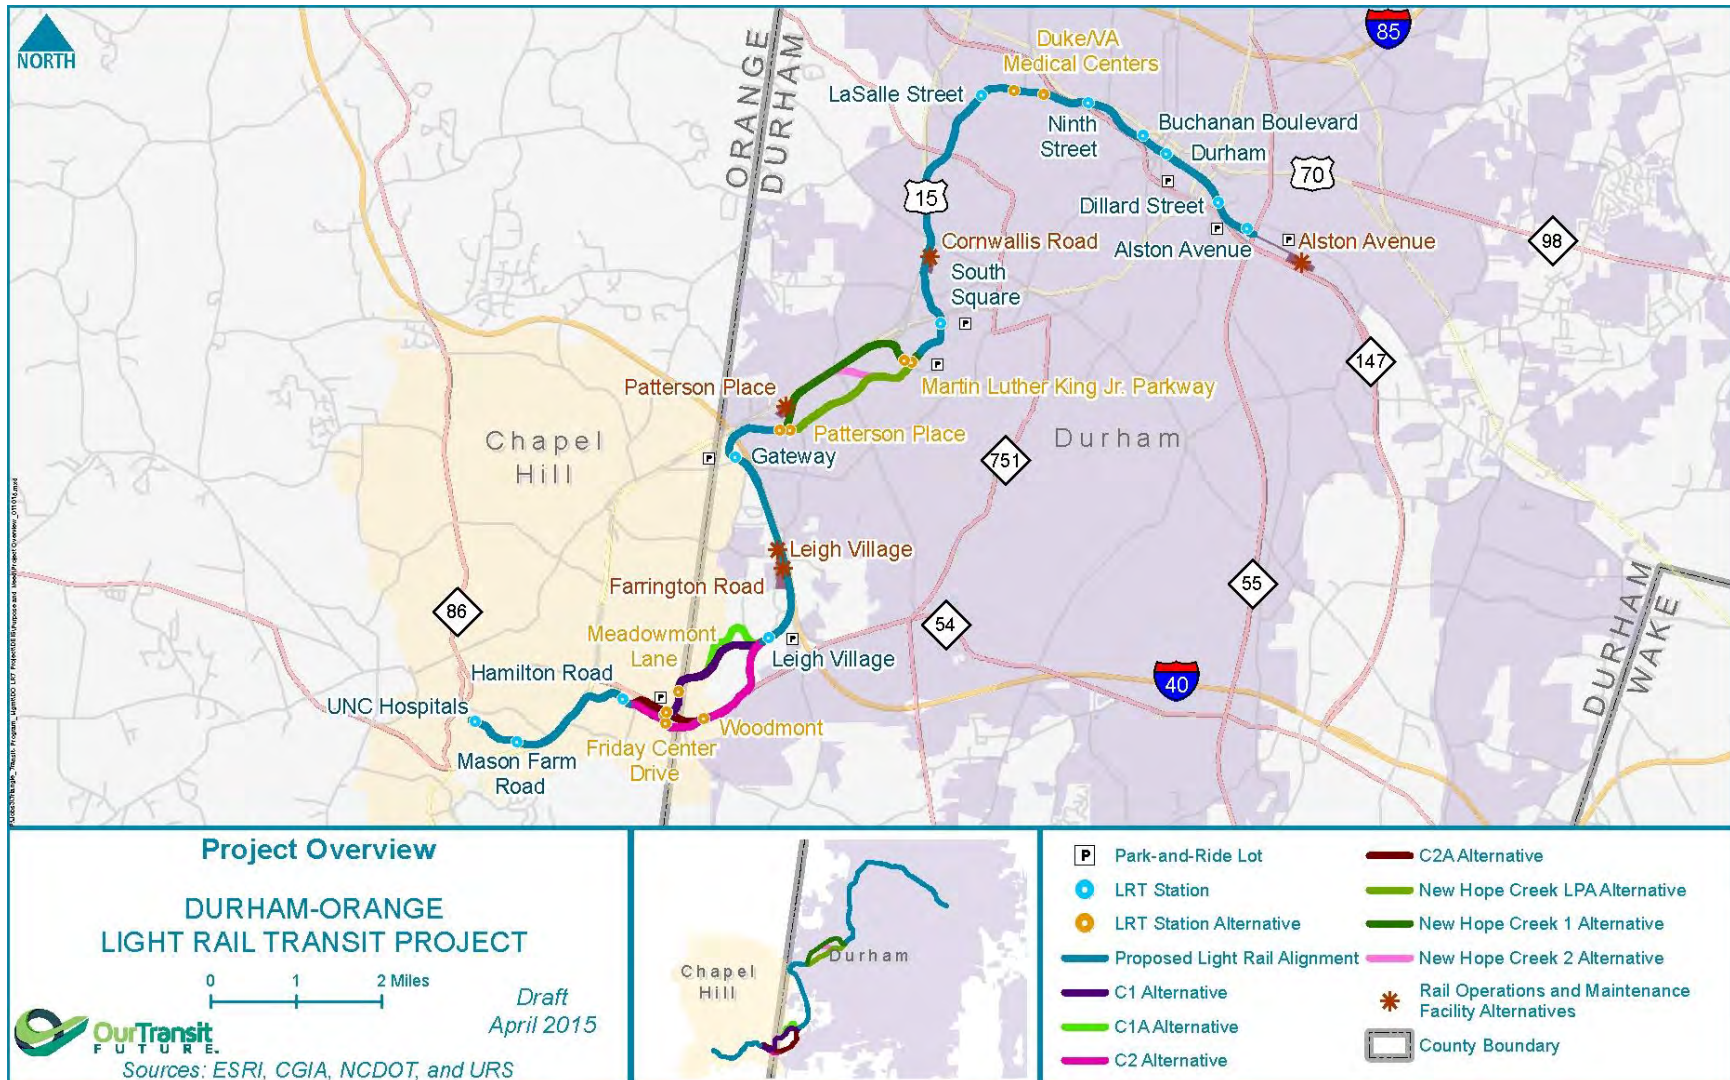 NORTH
ORANGE
DURHAM
85
Duke/VA
Medical Centers
LaSalle Street
Ninth
Street
Buchanan Boulevard
Durham
70
15
Dillard Street
Alston Avenue
Alston Avenue
98
Cornwallis Road
South
Square
147
Patterson Place
Martin Luther King Jr. Parkway
Patterson Place
Chapel
Hill
Durham
Gateway
751
Leigh Village
Farrington Road
86
54
55
DURHAM
WAKE
Meadowmont
Lane
Leigh Village
Hamilton Road
40
UNC Hospitals
Woodmont
Mason Farm
Road
Friday Center
Drive
P
P
P
P
P
P
P
P
Project Overview
DURHAM-ORANGE
LIGHT RAIL TRANSIT PROJECT
0 1 2 Miles
Draft
April 2015
OurTransit
FUTURE.
Sources: ESRI, CGIA, NCDOT, and URS
Durham
Chapel
Hill
P Park-and-Ride Lot
LRT Station
LRT Station Alternative
Proposed Light Rail Alignment
C1 Alternative
C1A Alternative
C2 Alternative
C2A Alternative
New Hope Creek LPA Alternative
New Hope Creek 1 Alternative
New Hope Creek 2 Alternative
Rail Operations and Maintenance
Facility Alternatives
County Boundary